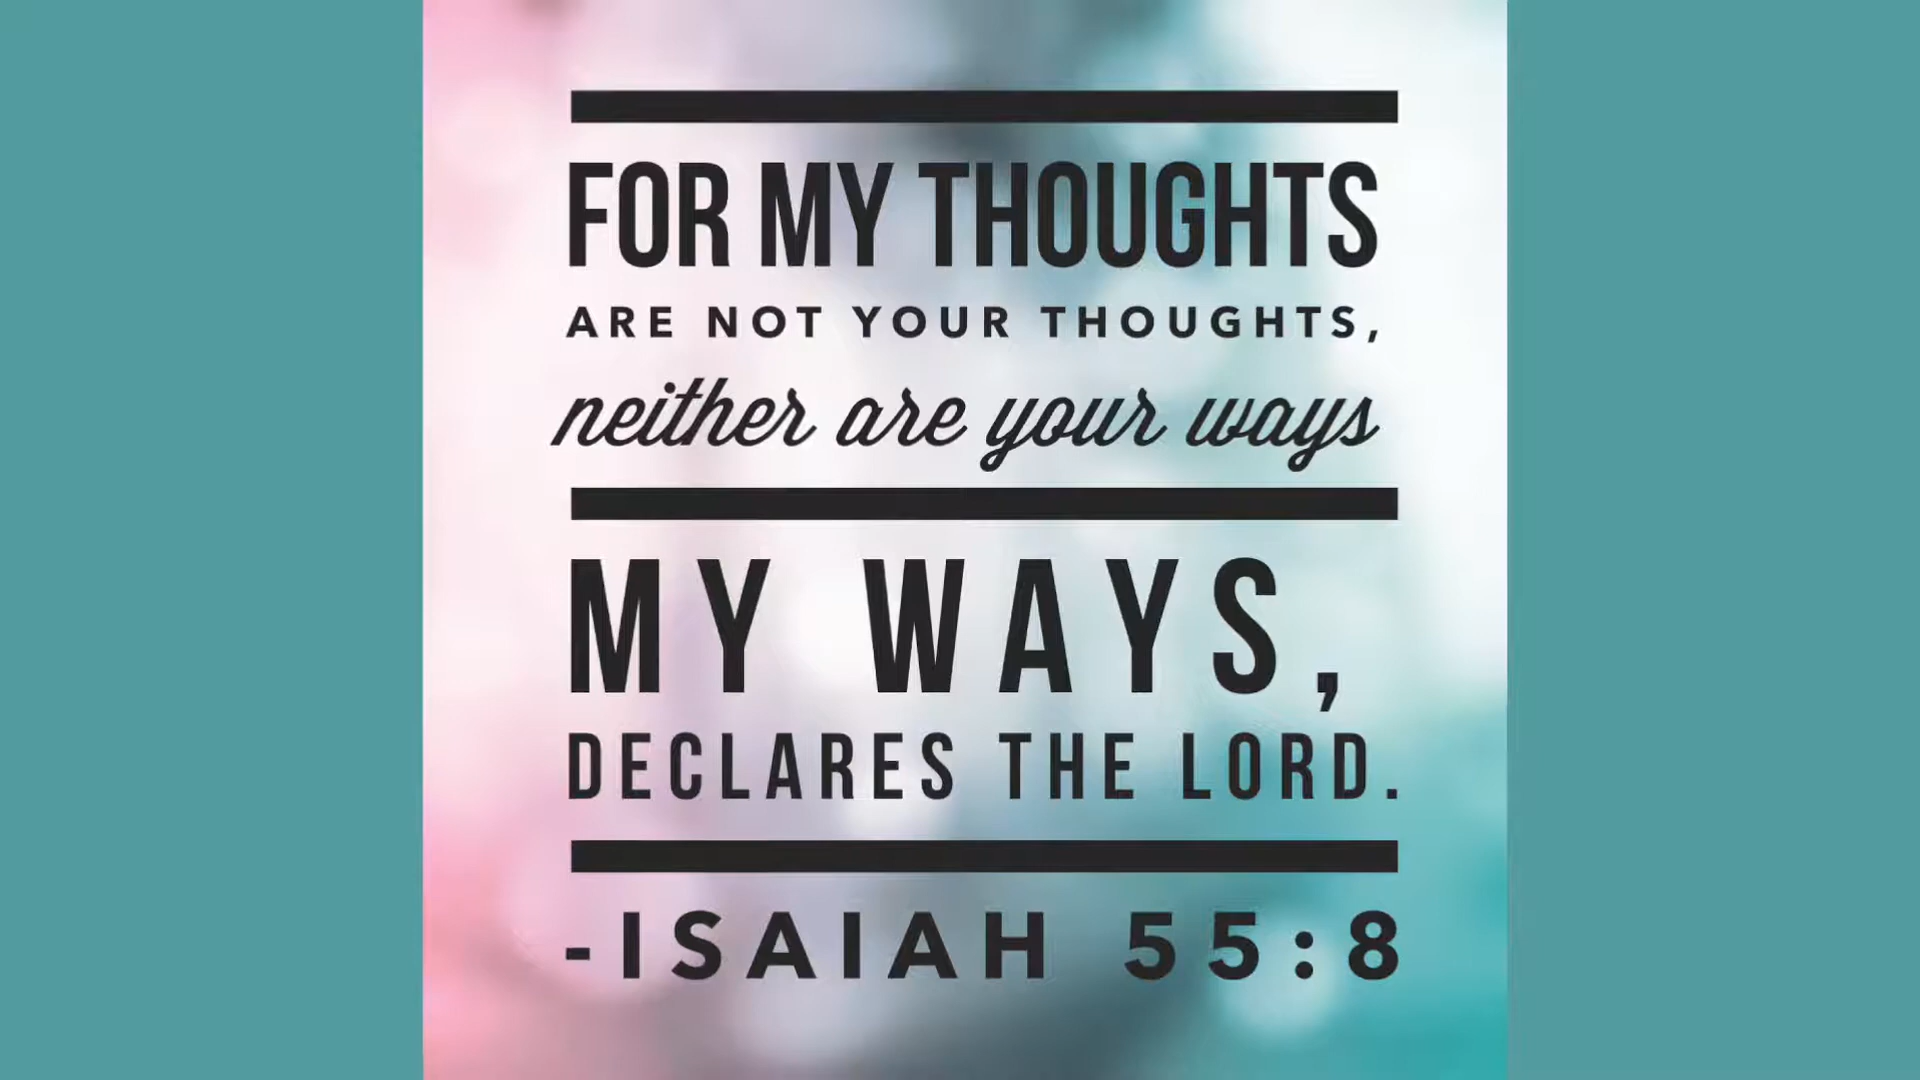 FOR MY THOUGHTS
ARE NOT YOUR THOUGHTS,
neither are your ways
MY WAYS,
DECLARES THE LORD.
-ISAIAH 55:8